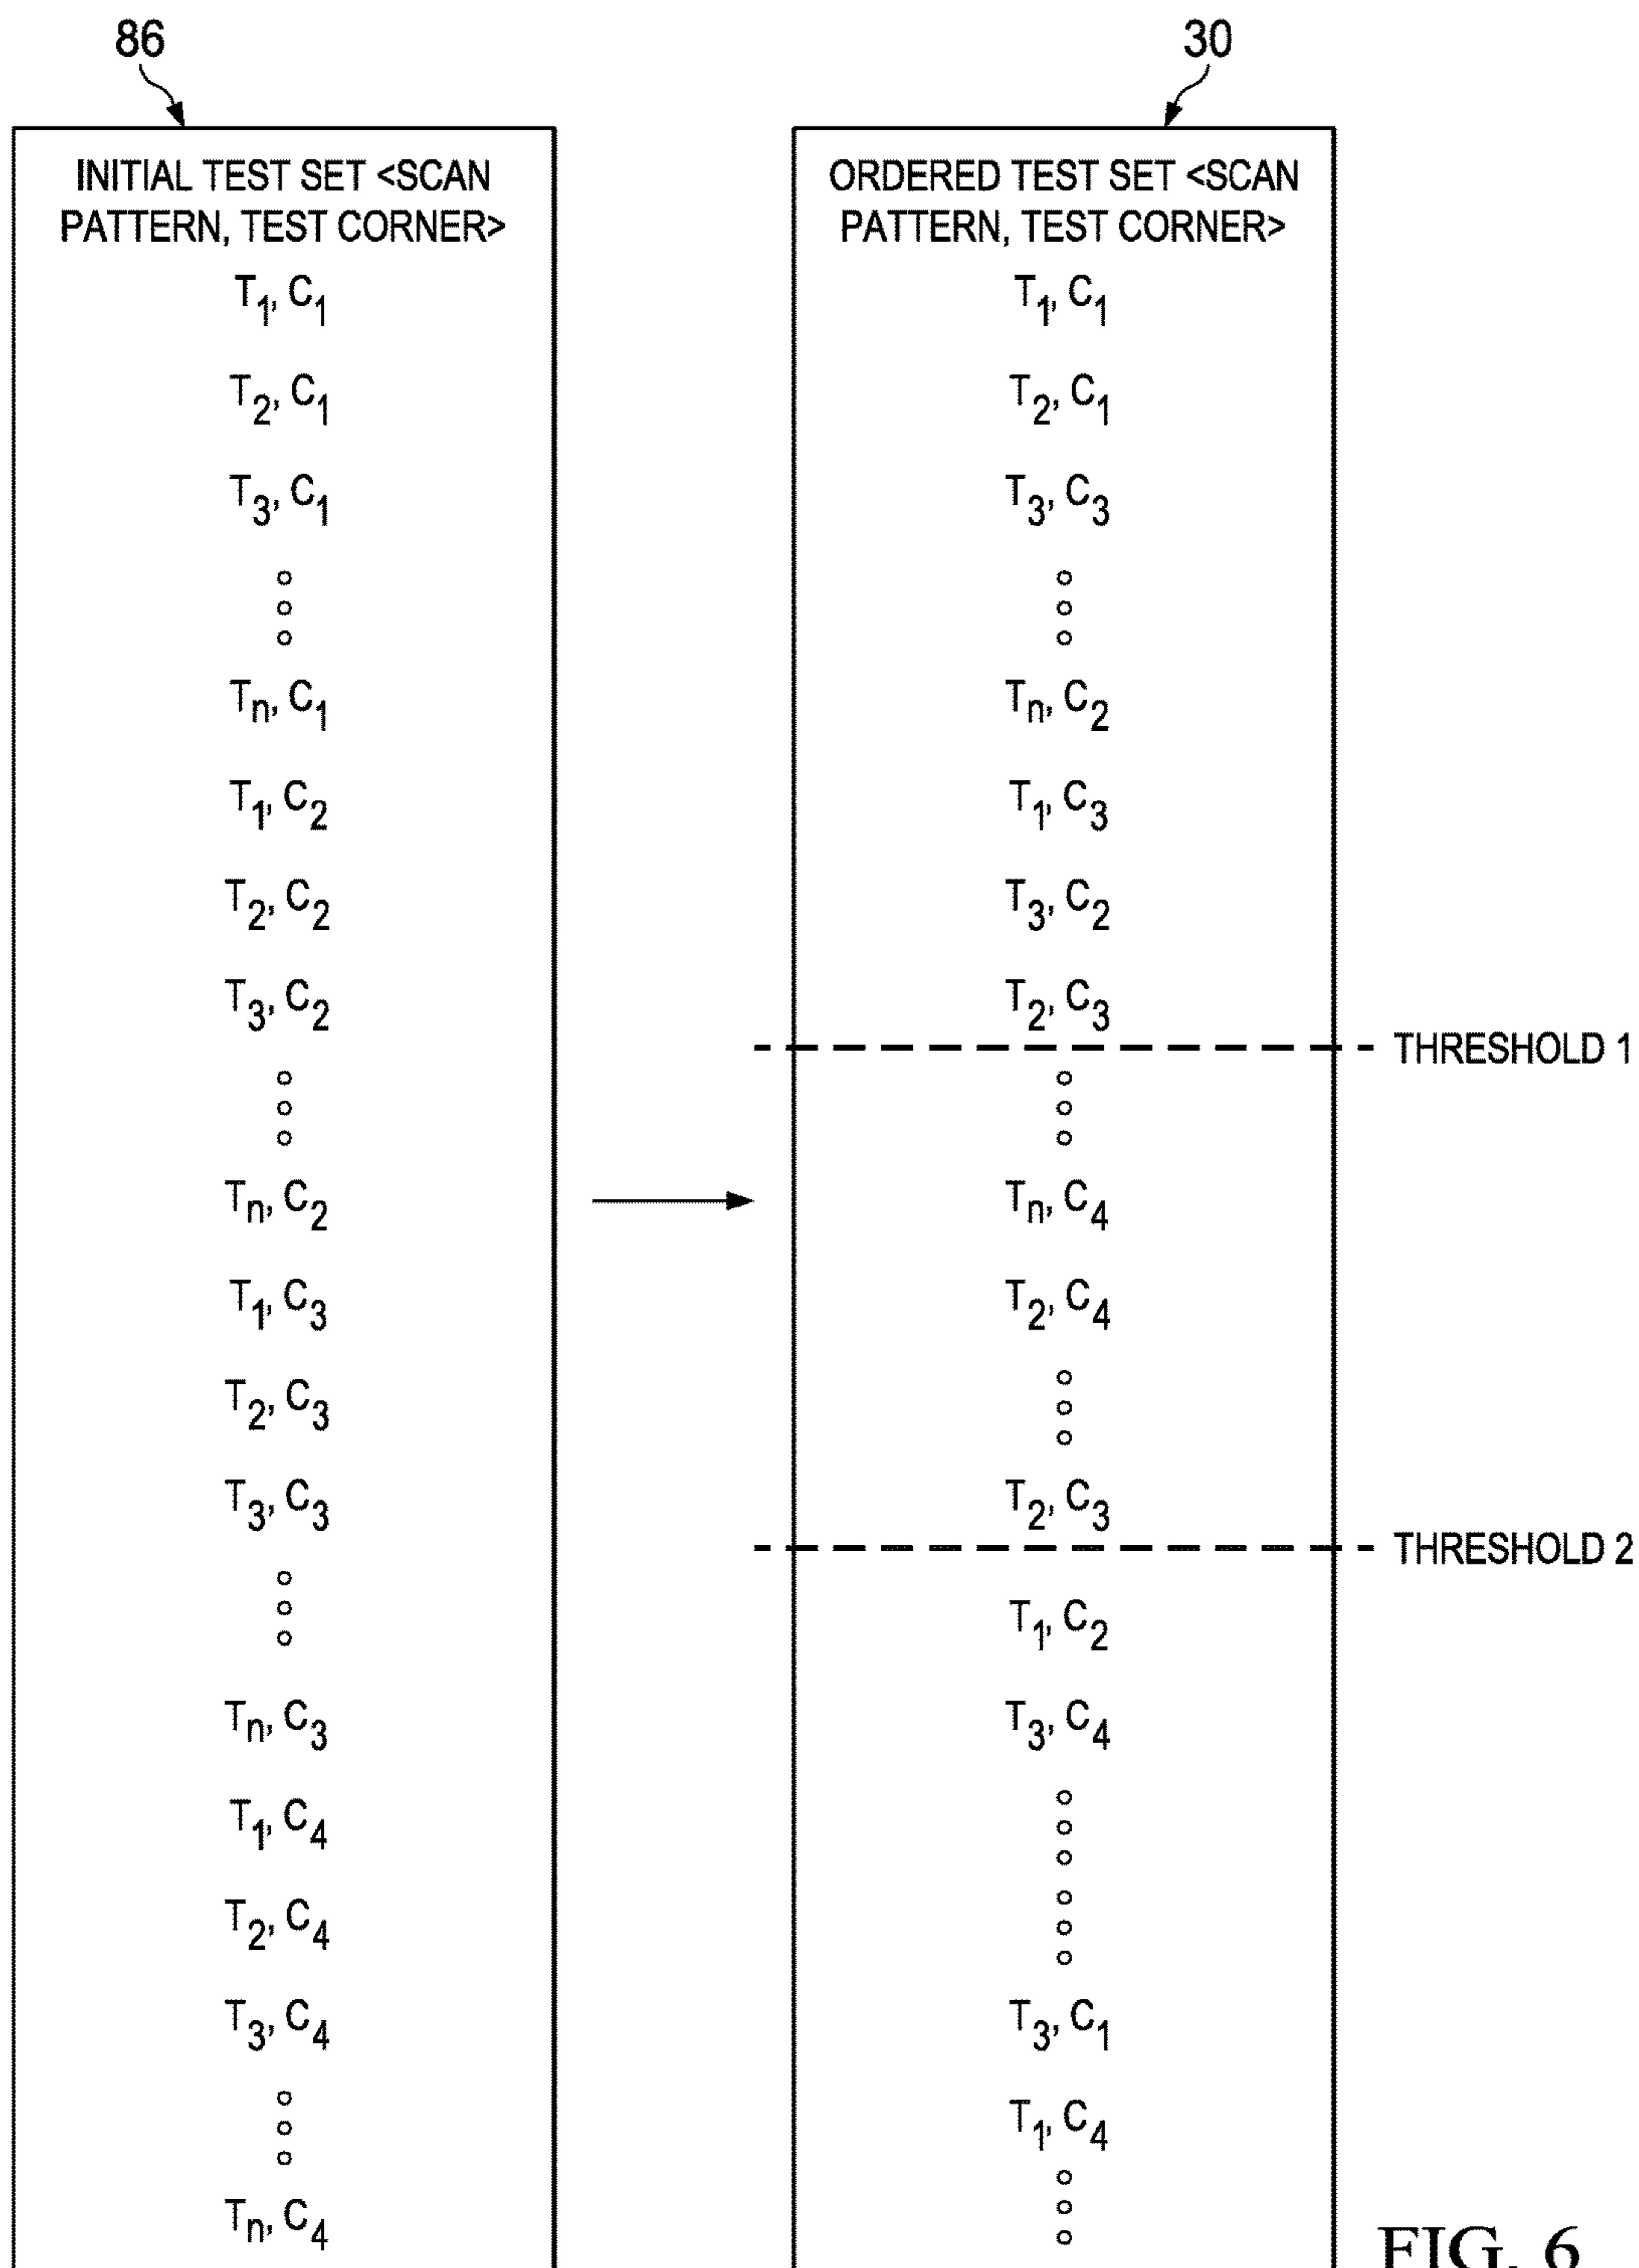 86
INITIAL TEST SET <SCAN
PATTERN, TEST CORNER>
T1, C1
T2, C1
T3, C1
Tn, C1
T1, C2
T2, C2
T3, C2
Tn, C2
T1, C3
T2, C3
T3, C3
Tn, C3
T1, C4
T2, C4
T3, C4
Tn, C4
30
ORDERED TEST SET <SCAN
PATTERN, TEST CORNER>
T1, C1
T2, C1
T3, C3
Tn, C2
T1, C3
T3, C2
T2, C3
THRESHOLD 1
Tn, C4
T2, C4
T2, C3
THRESHOLD 2
T1, C2
T3, C4
T3, C1
T1, C4
FIG. 6